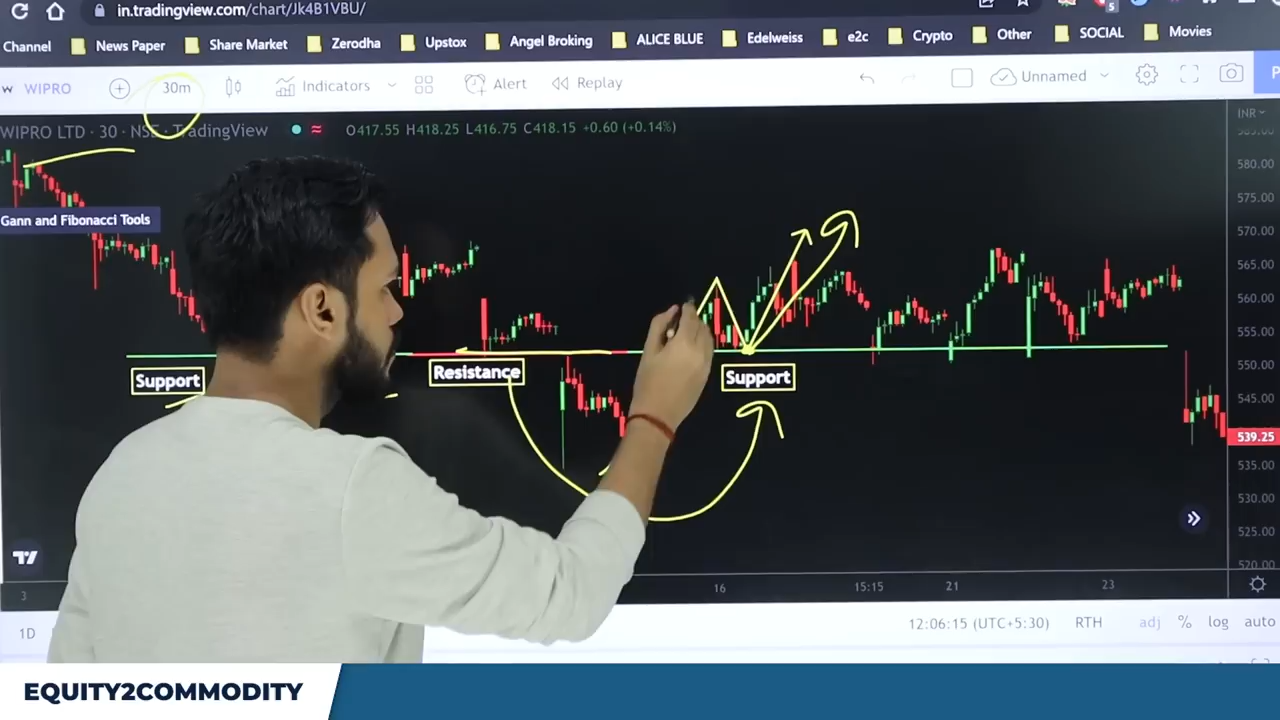 in.tradingview.com/chart/Jk4B1VBU/
5
Channel News Paper Share Market Zerodha Upstox Angel Broking ALICE BLUE Edelweiss e2c Crypto Other SOCIAL Movies
WIPRO 30m Indicators Alert Replay Unnamed
WIPRO LTD · 30 · NSE · TradingView O417.55 H418.25 L416.75 C418.15 +0.60 (+0.14%)
INR
585.00
580.00
575.00
Gann and Fibonacci Tools
570.00
565.00
560.00
555.00
550.00
Support
Resistance
Support
545.00
539.25
535.00
530.00
525.00
520.00
3 16 15:15 21 23
1D 12:06:15 (UTC+5:30) RTH adj % log auto
EQUITY2COMMODITY